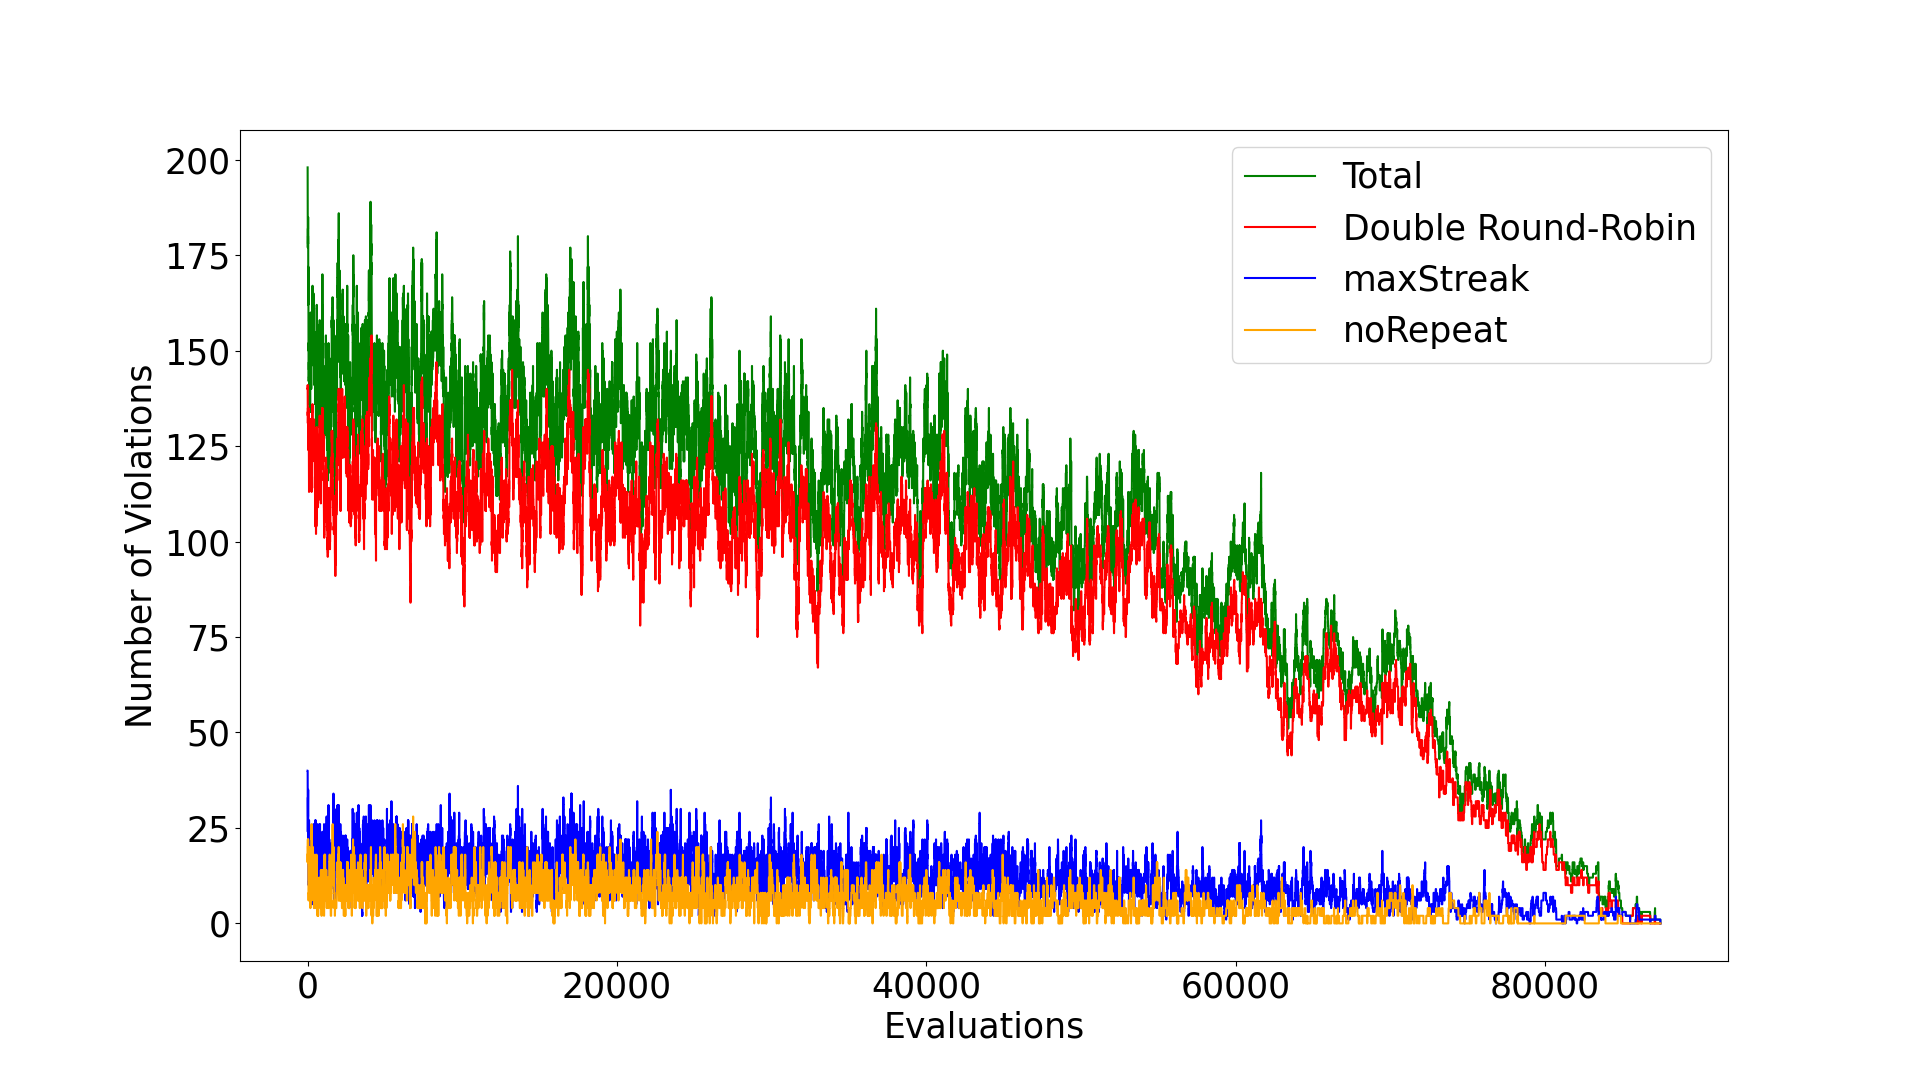 Number of Violations
200
175
150
125
100
75
50
25
0
Total
Double Round-Robin
maxStreak
noRepeat
0 20000 40000 60000 80000
Evaluations